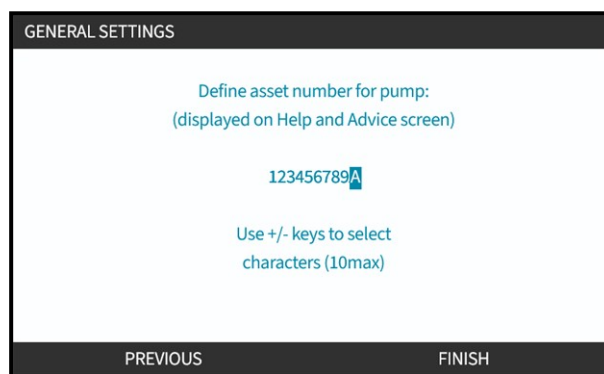 GENERAL SETTINGS
Define asset number for pump:
(displayed on Help and Advice screen)
123456789A
Use +/- keys to select
characters (10max)
PREVIOUS FINISH